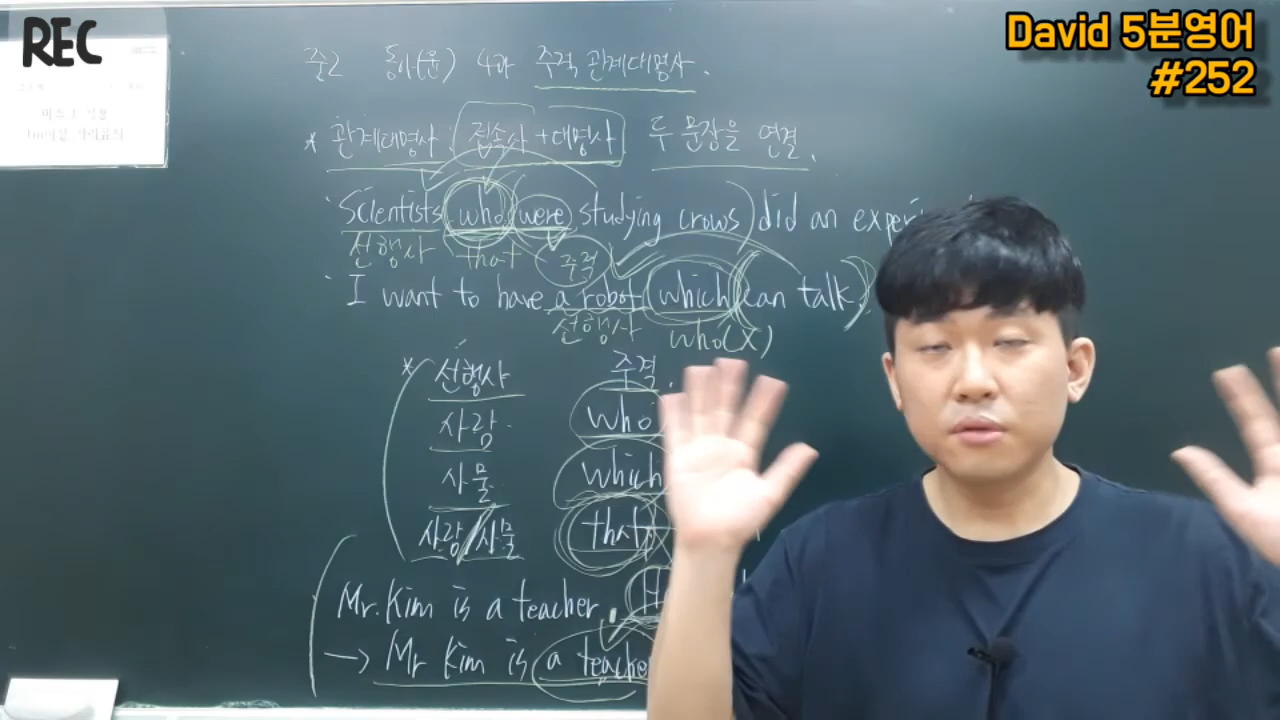 REC
David 5분영어
#252
중2 동아(윤) 4과 주격 관계대명사.
* 관계대명사. 접속사+대명사 두 문장을 연결.
Scientists who were studying crows did an
선행사 that 주격
I want to have a robot which can talk.
선행사 who(X)
* 선행사 주격.
사람 who
사물 which
사람/사물 that
Mr. Kim is a teacher.
→ Mr Kim is a teacher